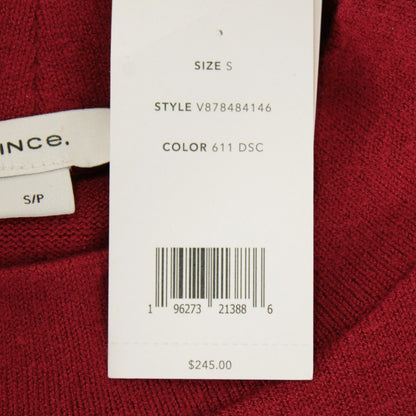 SIZE S
STYLE V878484146
COLOR 611 DSC
INCe.
S/P
1 96273 21388 6
$245.00